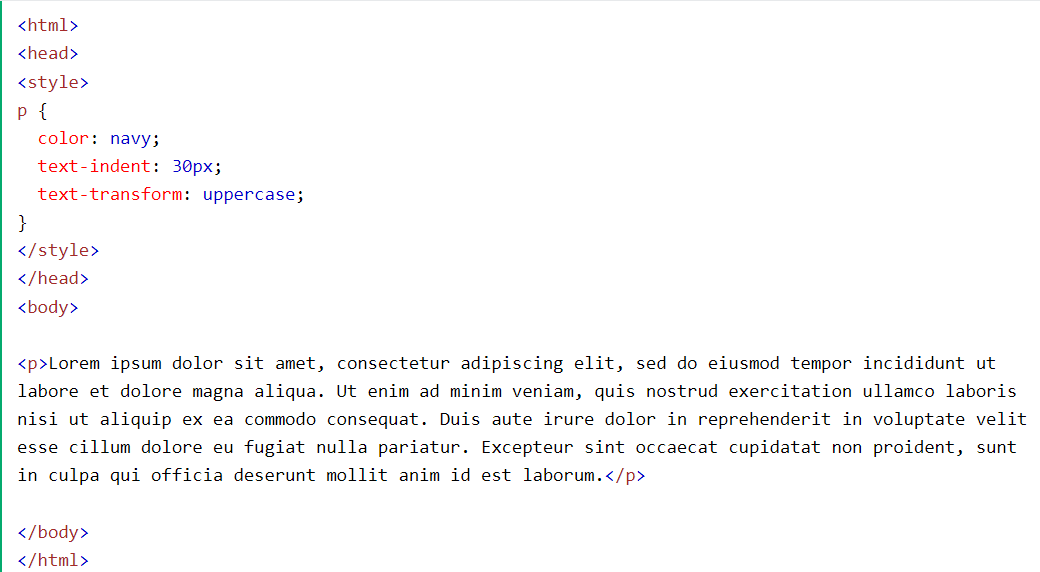 <html>
<head>
<style>
p {
  color: navy;
  text-indent: 30px;
  text-transform: uppercase;
}
</style>
</head>
<body>

<p>Lorem ipsum dolor sit amet, consectetur adipiscing elit, sed do eiusmod tempor incididunt ut
labore et dolore magna aliqua. Ut enim ad minim veniam, quis nostrud exercitation ullamco laboris
nisi ut aliquip ex ea commodo consequat. Duis aute irure dolor in reprehenderit in voluptate velit
esse cillum dolore eu fugiat nulla pariatur. Excepteur sint occaecat cupidatat non proident, sunt
in culpa qui officia deserunt mollit anim id est laborum.</p>

</body>
</html>